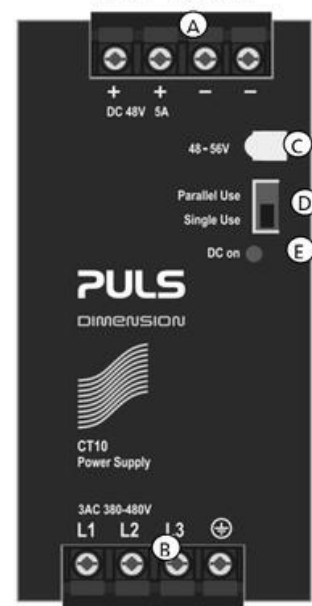 A
+ + − −
DC 48V 5A
48-56V C
Parallel Use
Single Use D
DC on E
PULS
DIMENSION
CT10
Power Supply
3AC 380-480V
L1 L2 L3
B